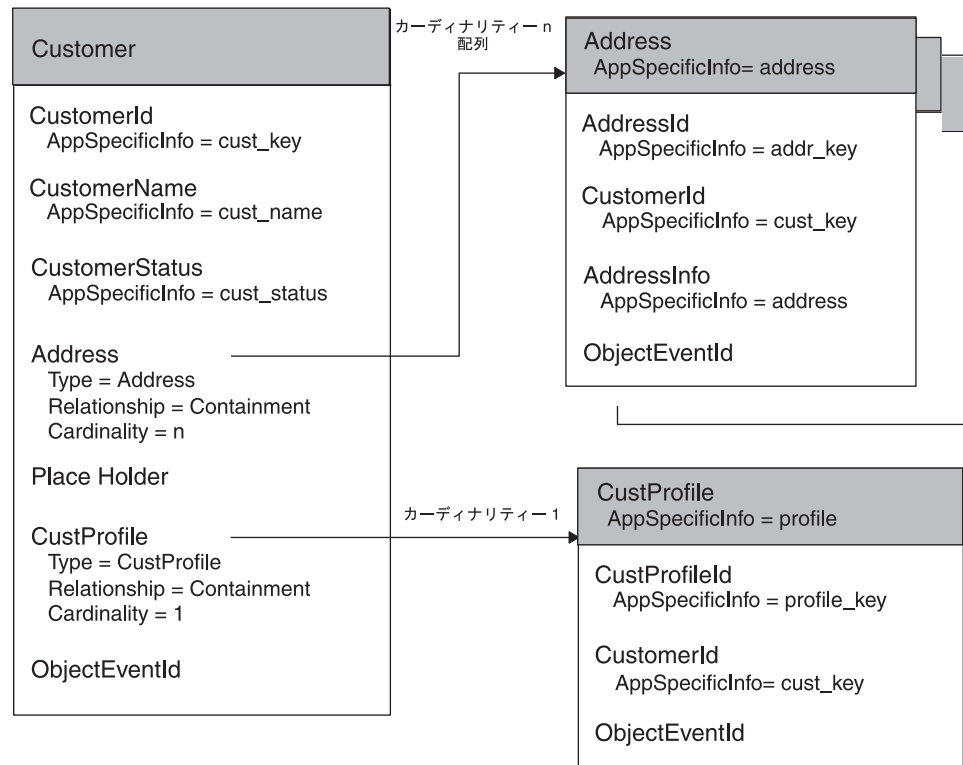 Customer
CustomerId
AppSpecificInfo = cust_key
CustomerName
AppSpecificInfo = cust_name
CustomerStatus
AppSpecificInfo = cust_status
Address
Type = Address
Relationship = Containment
Cardinality = n
Place Holder
CustProfile
Type = CustProfile
Relationship = Containment
Cardinality = 1
ObjectEventId
カーディナリティー n
配列
Address
AppSpecificInfo= address
AddressId
AppSpecificInfo = addr_key
CustomerId
AppSpecificInfo = cust_key
AddressInfo
AppSpecificInfo = address
ObjectEventId
カーディナリティー 1
CustProfile
AppSpecificInfo = profile
CustProfileId
AppSpecificInfo = profile_key
CustomerId
AppSpecificInfo= cust_key
ObjectEventId